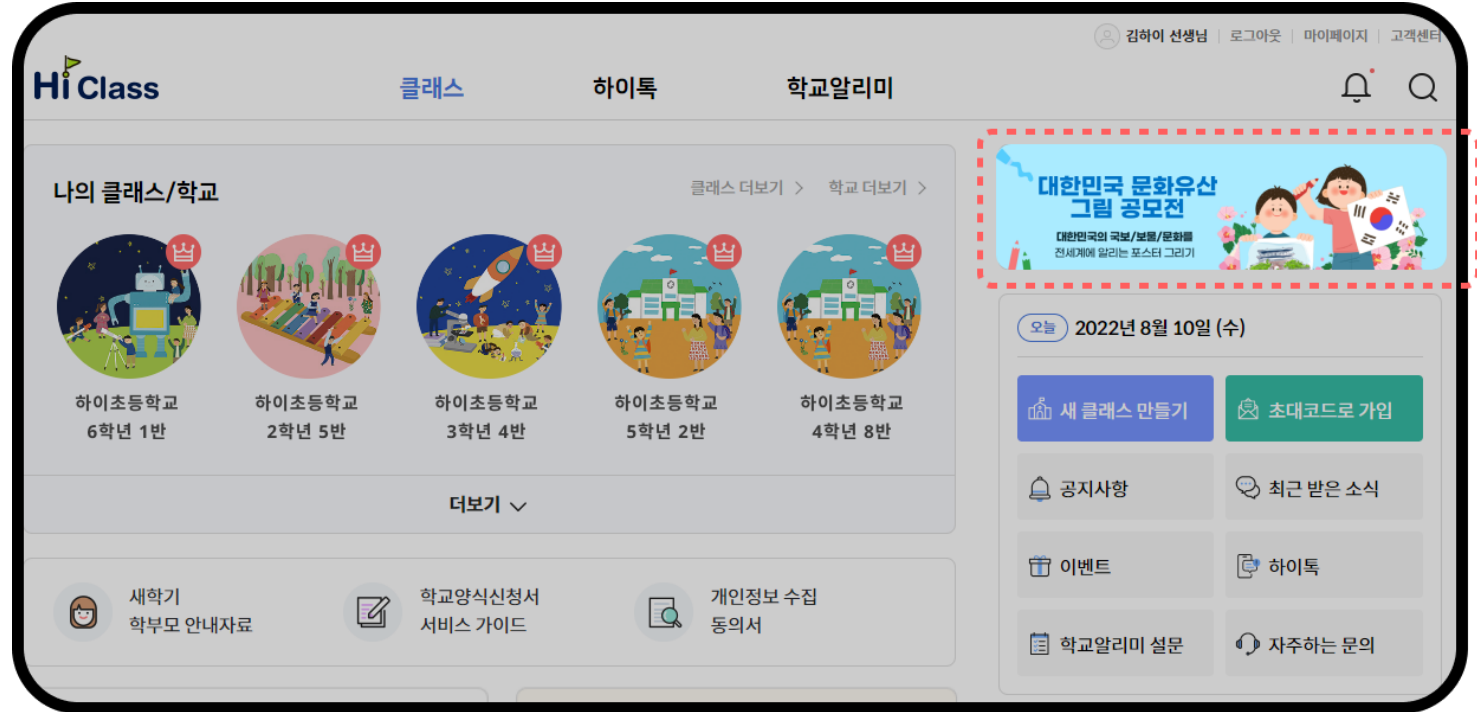 김하이 선생님 로그아웃 마이페이지 고객센터
Hi Class
클래스 하이톡 학교알리미
나의 클래스/학교
클래스 더보기 > 학교 더보기 >
하이초등학교
6학년 1반
하이초등학교
2학년 5반
하이초등학교
3학년 4반
하이초등학교
5학년 2반
하이초등학교
4학년 8반
더보기
새학기
학부모 안내자료
학교양식신청서
서비스 가이드
개인정보 수집
동의서
대한민국 문화유산
그림 공모전
대한민국의 국보/보물/문화를
전세계에 알리는 포스터 그리기
오늘 2022년 8월 10일 (수)
새 클래스 만들기
초대코드로 가입
공지사항
최근 받은 소식
이벤트
하이톡
학교알리미 설문
자주하는 문의